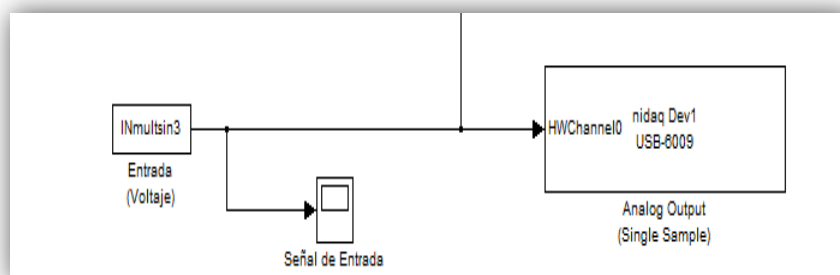 INmultsin3
Entrada
(Voltaje)
Señal de Entrada
HWChannel0
nidaq Dev1
USB-6009
Analog Output
(Single Sample)